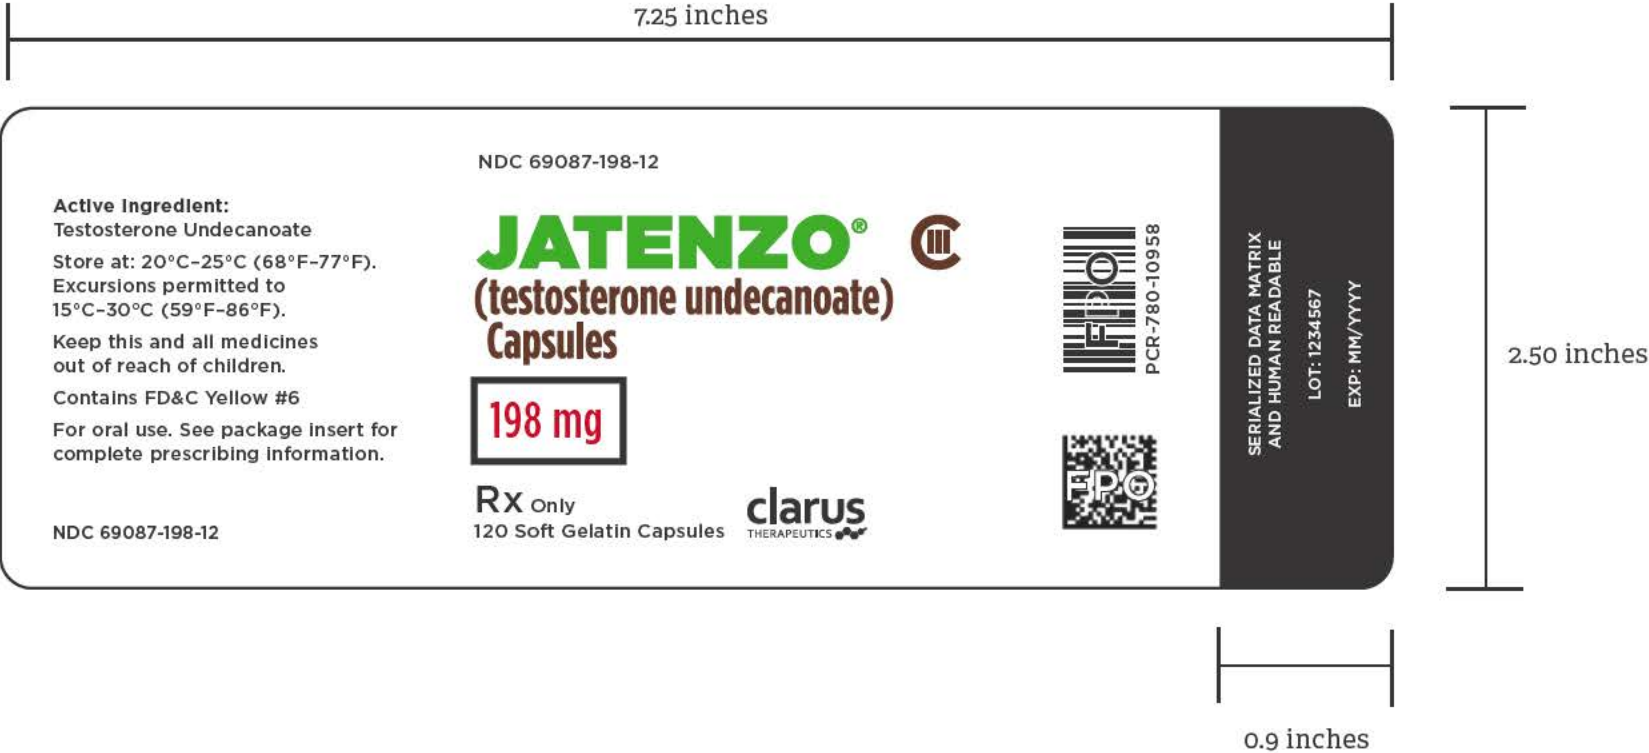 7.25 inches
NDC 69087-198-12
Active Ingredient:
Testosterone Undecanoate
Store at: 20°C–25°C (68°F–77°F).
Excursions permitted to
15°C–30°C (59°F–86°F).
Keep this and all medicines
out of reach of children.
Contains FD&C Yellow #6
For oral use. See package insert for
complete prescribing information.
NDC 69087-198-12
JATENZO® CIII
(testosterone undecanoate)
Capsules
198 mg
Rx Only
120 Soft Gelatin Capsules
clarus
THERAPEUTICS
FPO
PCR-780-10958
FPO
SERIALIZED DATA MATRIX
AND HUMAN READABLE
LOT: 1234567
EXP: MM/YYYY
2.50 inches
0.9 inches